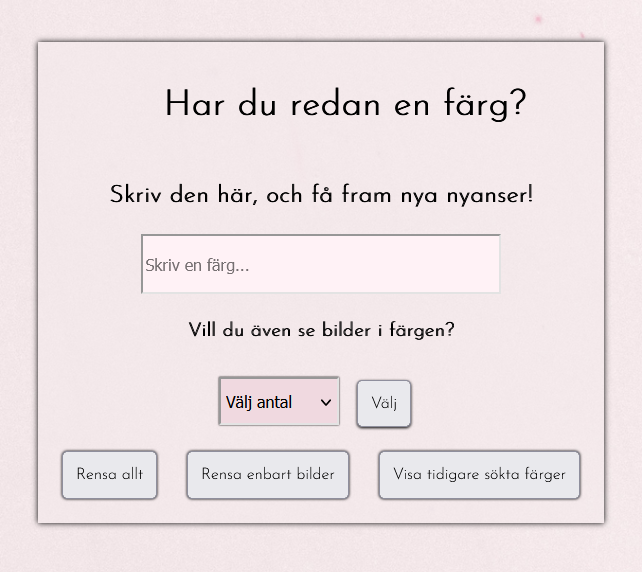 Har du redan en färg?
Skriv den här, och få fram nya nyanser!
Skriv en färg...
Vill du även se bilder i färgen?
Välj antal
Välj
Rensa allt
Rensa enbart bilder
Visa tidigare sökta färger